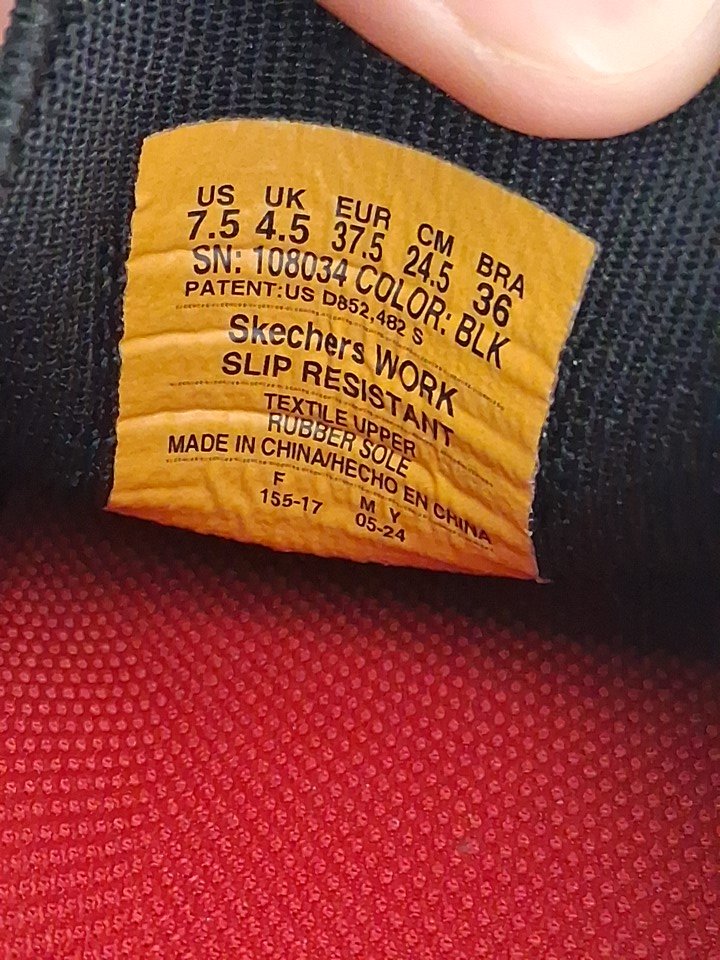 US UK EUR CM BRA
7.5 4.5 37.5 24.5 36
SN: 108034 COLOR: BLK
PATENT:US D852,482 S
Skechers WORK
SLIP RESISTANT
TEXTILE UPPER
RUBBER SOLE
MADE IN CHINA/HECHO EN CHINA
F M Y
155-17 05-24